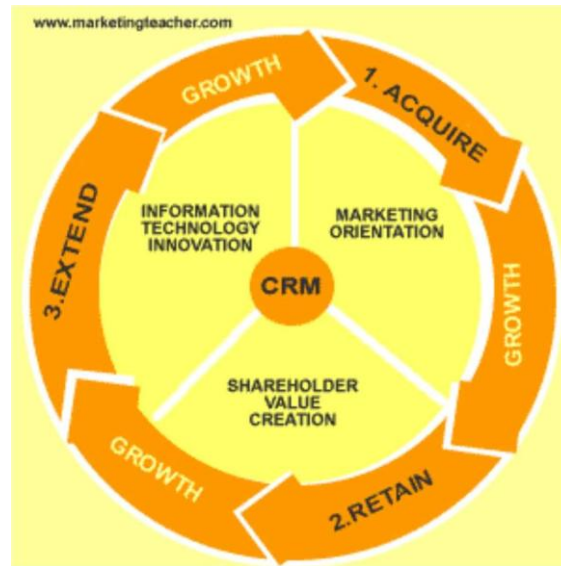 www.marketingteacher.com
GROWTH
1. ACQUIRE
INFORMATION
TECHNOLOGY
INNOVATION
MARKETING
ORIENTATION
3.EXTEND
CRM
GROWTH
SHAREHOLDER
VALUE
CREATION
GROWTH
2.RETAIN